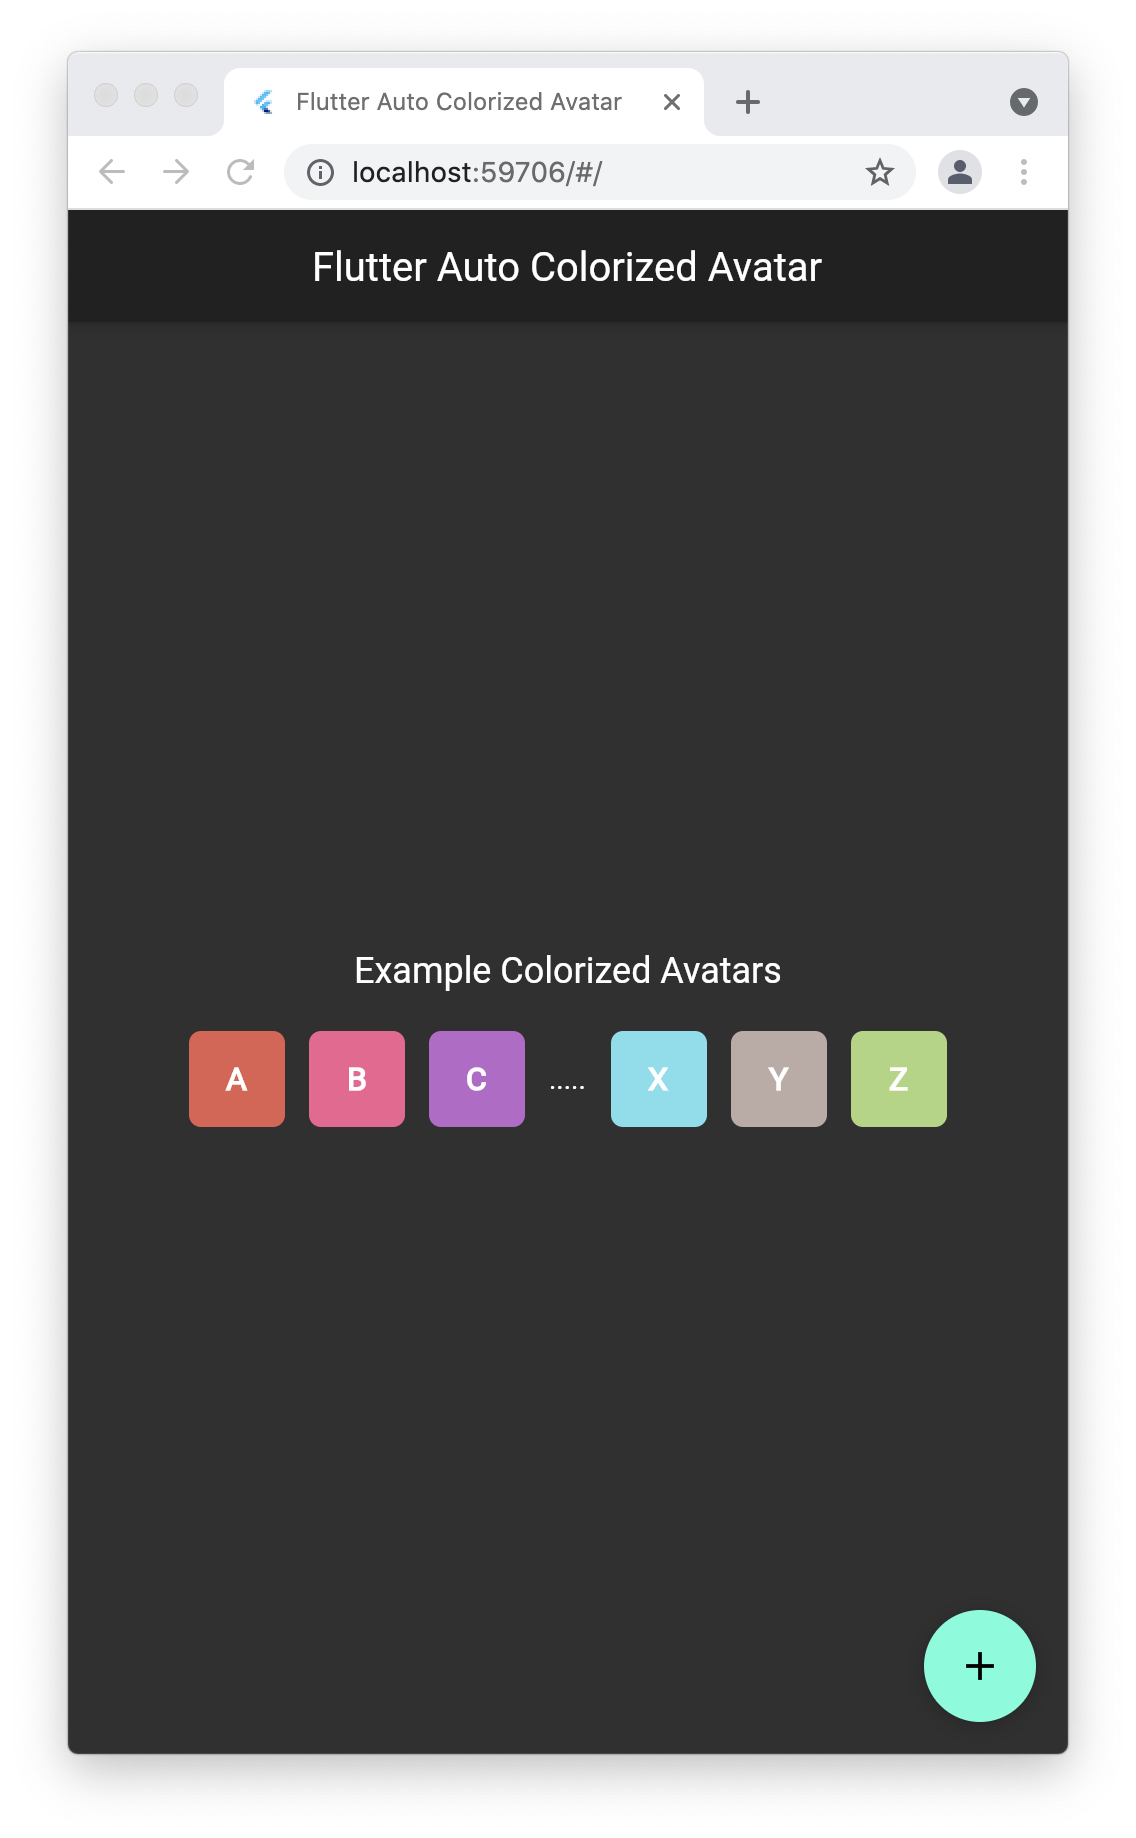 Flutter Auto Colorized Avatar
localhost:59706/#/
Flutter Auto Colorized Avatar
Example Colorized Avatars
A B C ..... X Y Z